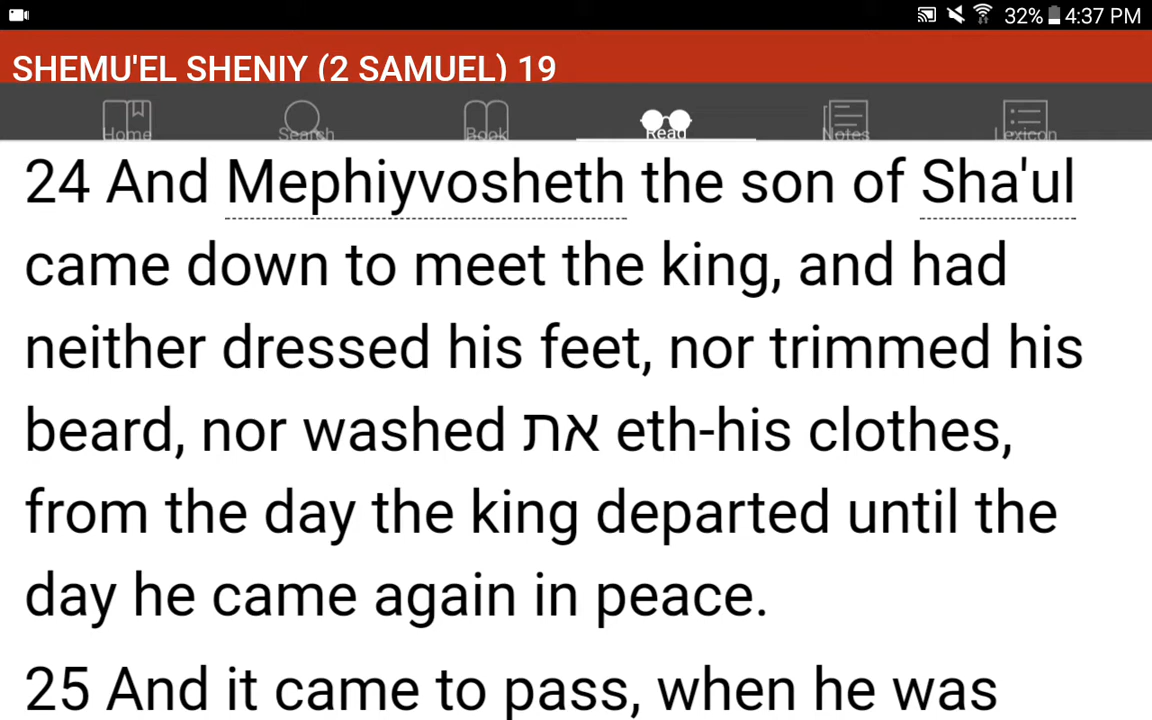 32% 4:37 PM
SHEMU'EL SHENIY (2 SAMUEL) 19
Home Search Book Read Notes Lexicon
24 And Mephiyvosheth the son of Sha'ul
came down to meet the king, and had
neither dressed his feet, nor trimmed his
beard, nor washed את eth-his clothes,
from the day the king departed until the
day he came again in peace.
25 And it came to pass, when he was